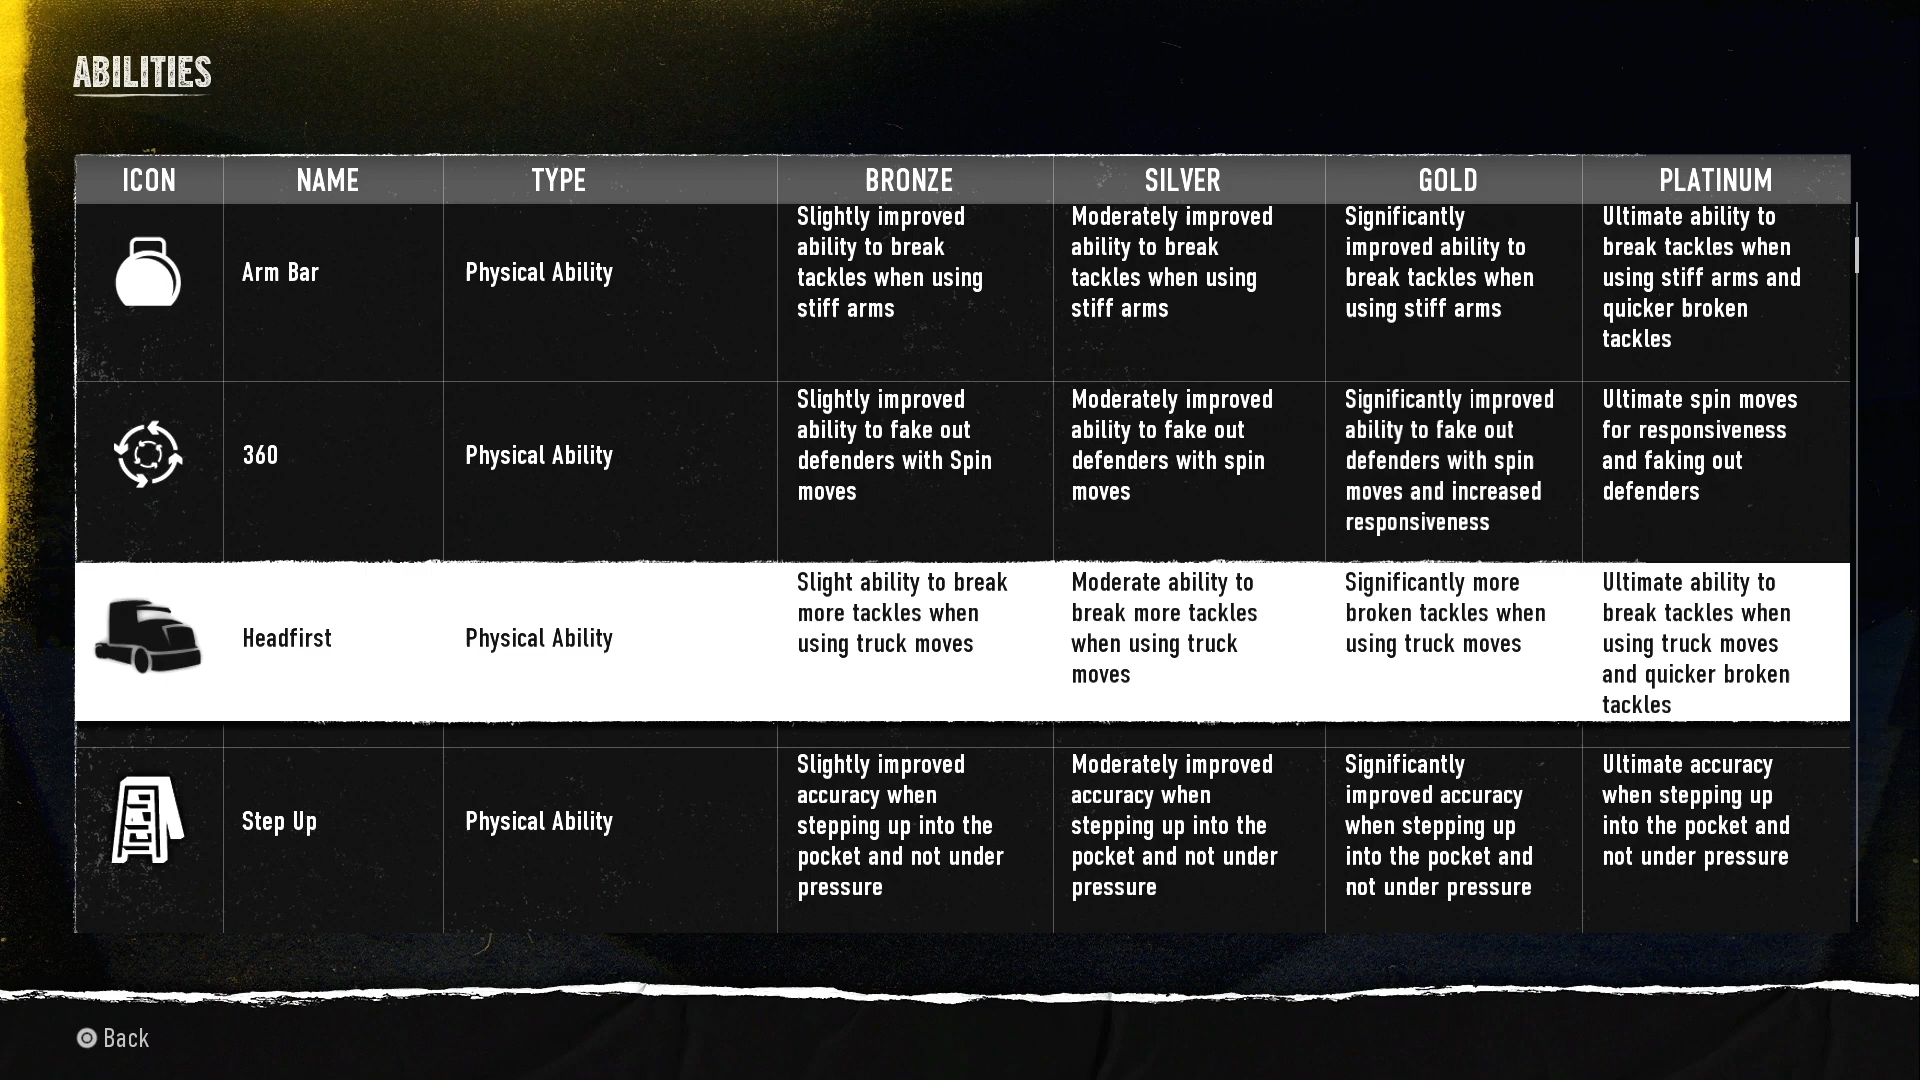 ABILITIES
ICON NAME TYPE BRONZE SILVER GOLD PLATINUM
Arm Bar
Physical Ability
Slightly improved
ability to break
tackles when using
stiff arms
Moderately improved
ability to break
tackles when using
stiff arms
Significantly
improved ability to
break tackles when
using stiff arms
Ultimate ability to
break tackles when
using stiff arms and
quicker broken
tackles
360
Physical Ability
Slightly improved
ability to fake out
defenders with Spin
moves
Moderately improved
ability to fake out
defenders with spin
moves
Significantly improved
ability to fake out
defenders with spin
moves and increased
responsiveness
Ultimate spin moves
for responsiveness
and faking out
defenders
Headfirst
Physical Ability
Slight ability to break
more tackles when
using truck moves
Moderate ability to
break more tackles
when using truck
moves
Significantly more
broken tackles when
using truck moves
Ultimate ability to
break tackles when
using truck moves
and quicker broken
tackles
Step Up
Physical Ability
Slightly improved
accuracy when
stepping up into the
pocket and not under
pressure
Moderately improved
accuracy when
stepping up into the
pocket and not under
pressure
Significantly
improved accuracy
when stepping up
into the pocket and
not under pressure
Ultimate accuracy
when stepping up
into the pocket and
not under pressure
Back